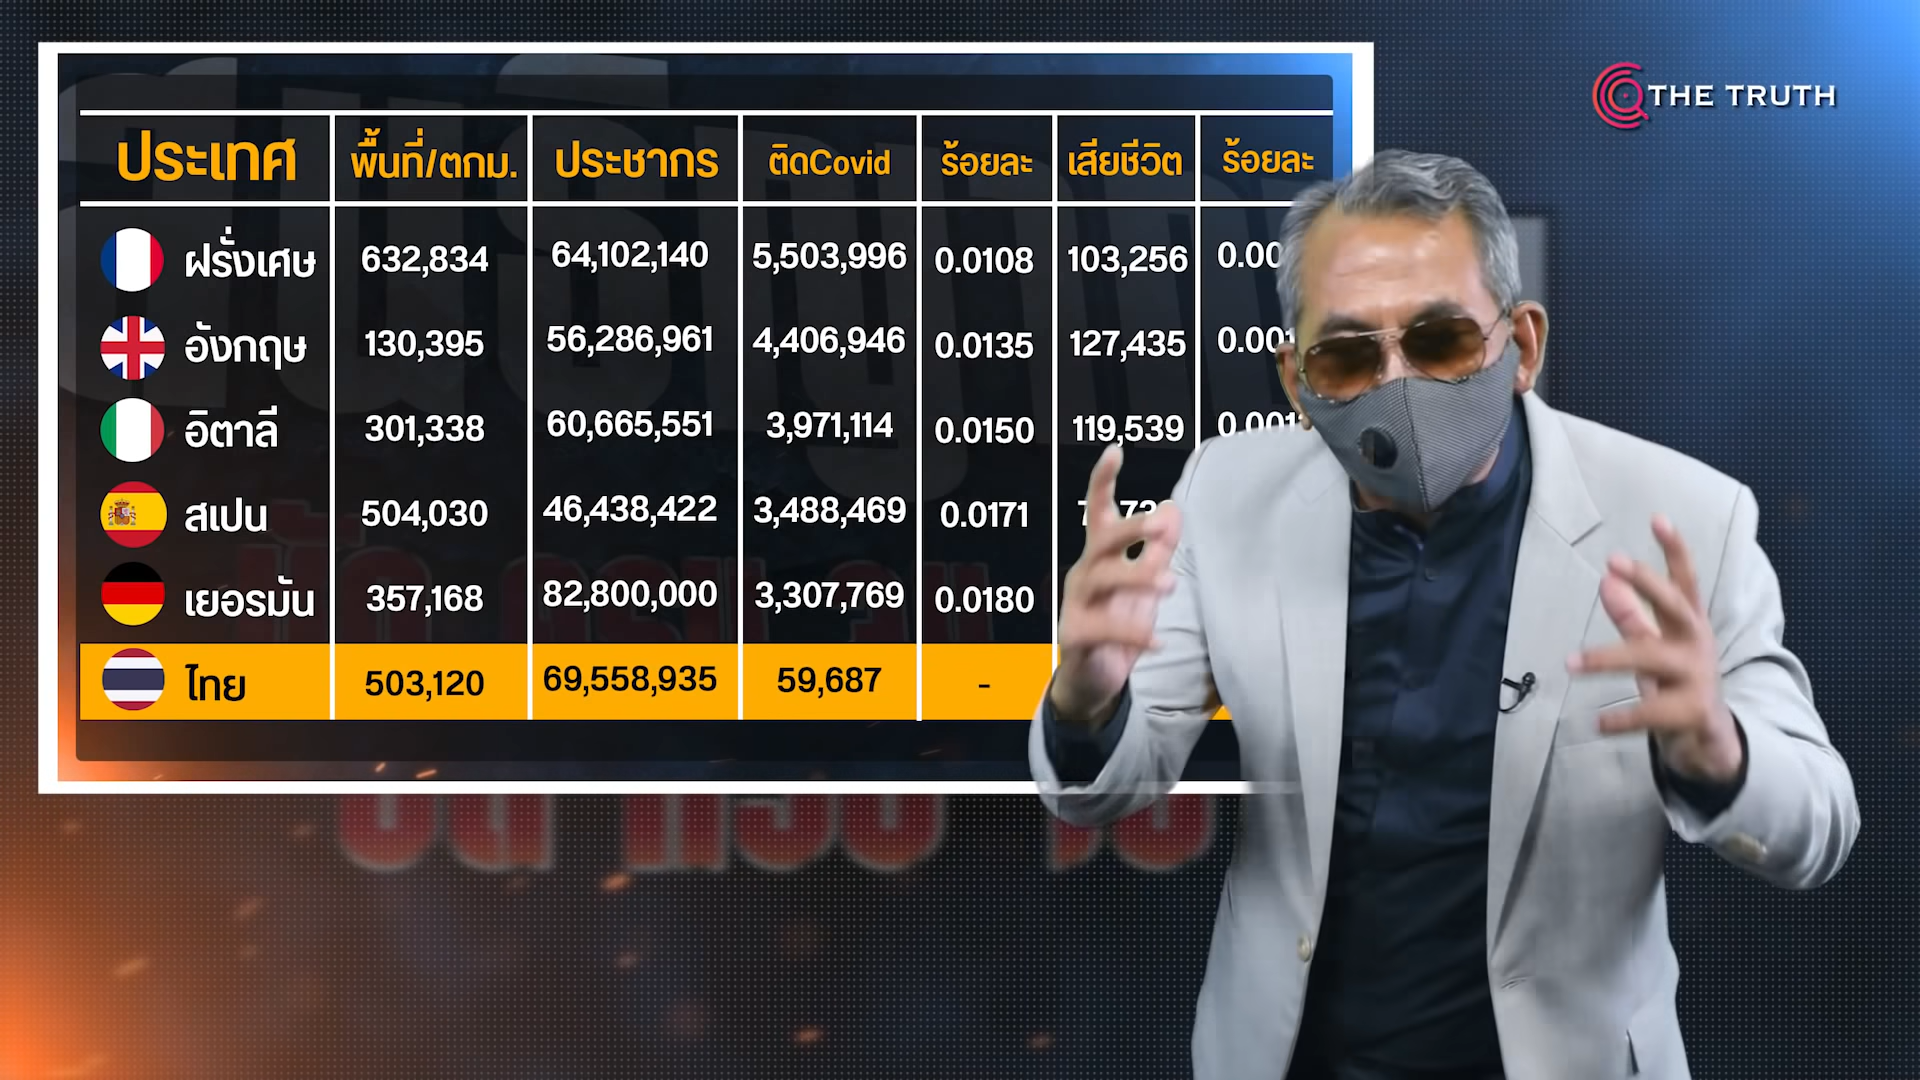 THE TRUTH
ประเทศ พื้นที่/ตกม. ประชากร ติดCovid ร้อยละ เสียชีวิต ร้อยละ
ฝรั่งเศษ 632,834 64,102,140 5,503,996 0.0108 103,256
อังกฤษ 130,395 56,286,961 4,406,946 0.0135 127,435
อิตาลี 301,338 60,665,551 3,971,114 0.0150 119,539
สเปน 504,030 46,438,422 3,488,469 0.0171
เยอรมัน 357,168 82,800,000 3,307,769 0.0180
ไทย 503,120 69,558,935 59,687 -